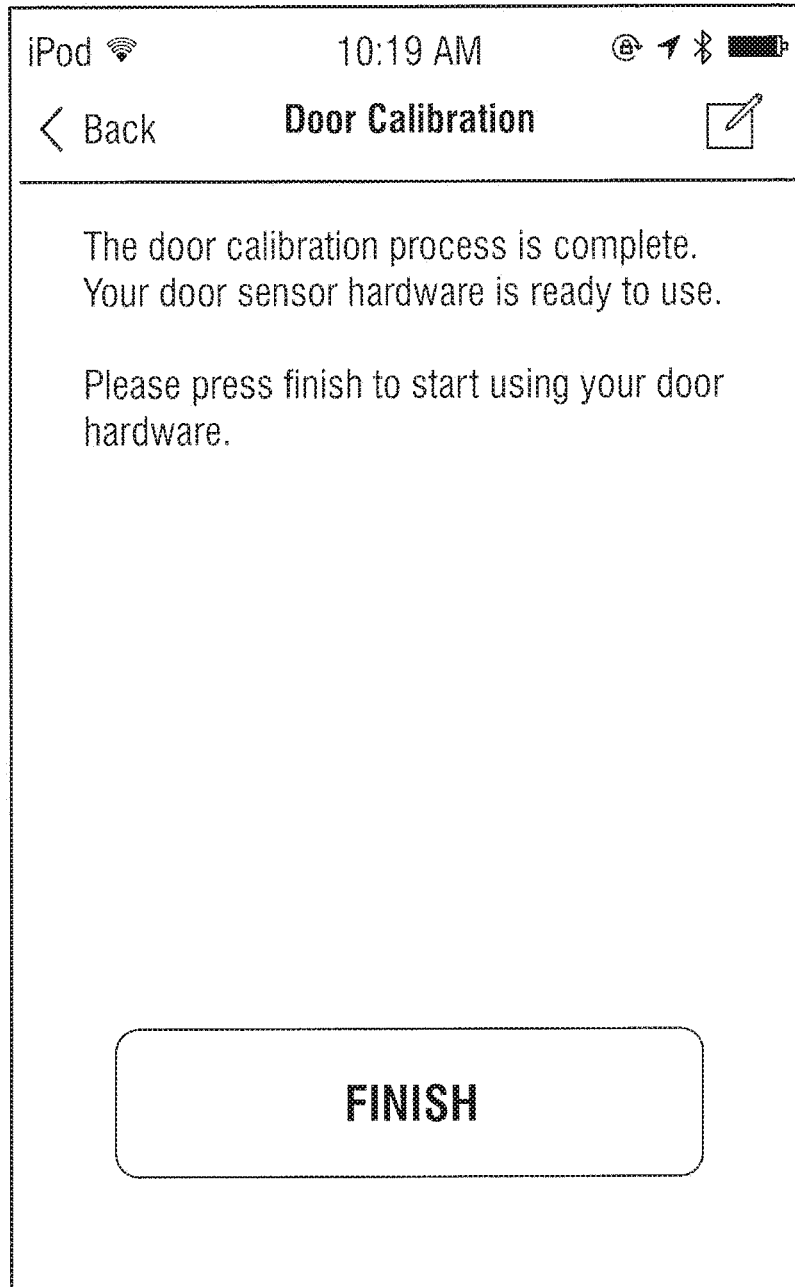 iPod 10:19 AM
Back Door Calibration
The door calibration process is complete.
Your door sensor hardware is ready to use.
Please press finish to start using your door
hardware.
FINISH